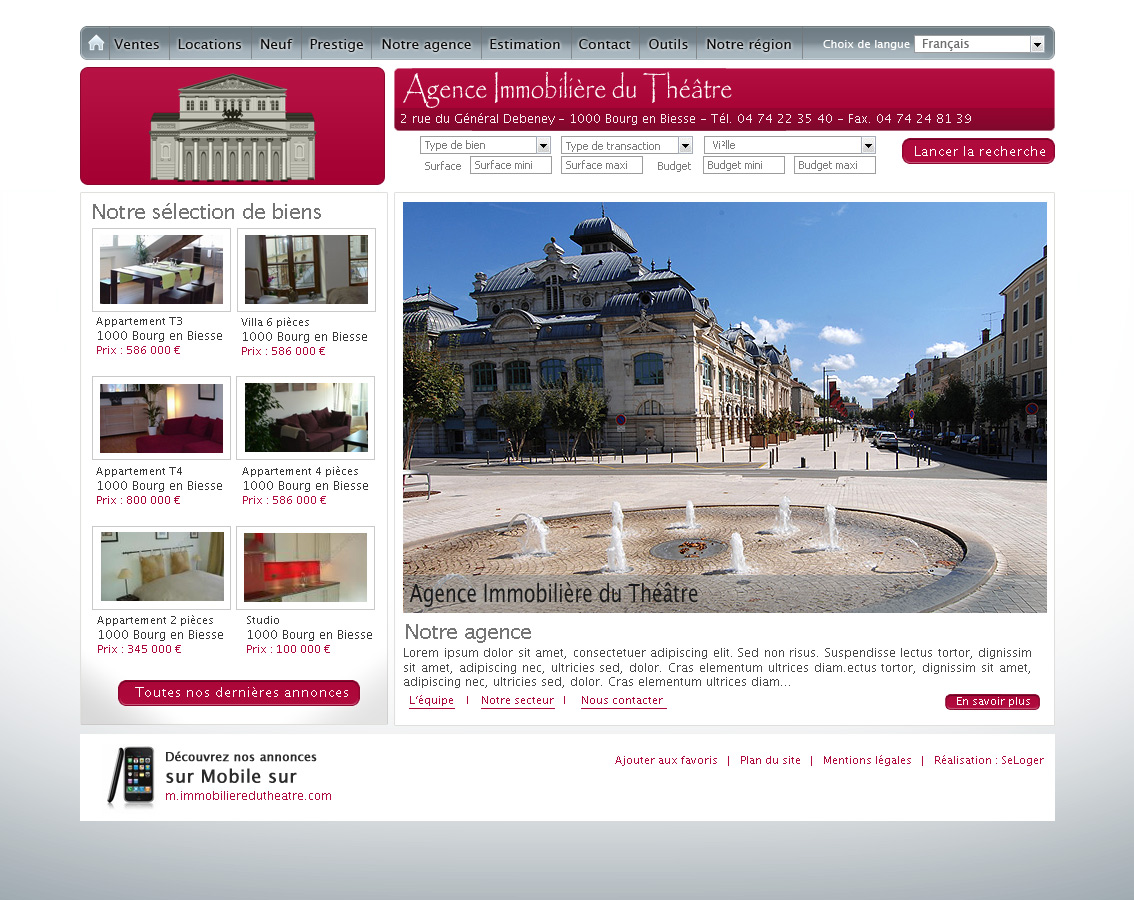 Ventes Locations Neuf Prestige Notre agence Estimation Contact Outils Notre région Choix de langue Français
Agence Immobilière du Théâtre
2 rue du Général Debeney – 1000 Bourg en Biesse – Tél. 04 74 22 35 40 – Fax. 04 74 24 81 39
Type de bien Type de transaction Vi²lle
Surface Surface mini Surface maxi Budget Budget mini Budget maxi
Lancer la recherche
Notre sélection de biens
Appartement T3
1000 Bourg en Biesse
Prix : 586 000 €
Villa 6 pièces
1000 Bourg en Biesse
Prix : 586 000 €
Appartement T4
1000 Bourg en Biesse
Prix : 800 000 €
Appartement 4 pièces
1000 Bourg en Biesse
Prix : 586 000 €
Appartement 2 pièces
1000 Bourg en Biesse
Prix : 345 000 €
Studio
1000 Bourg en Biesse
Prix : 100 000 €
Toutes nos dernières annonces
Agence Immobilière du Théâtre
Notre agence
Lorem ipsum dolor sit amet, consectetuer adipiscing elit. Sed non risus. Suspendisse lectus tortor, dignissim
sit amet, adipiscing nec, ultricies sed, dolor. Cras elementum ultrices diam.ectus tortor, dignissim sit amet,
adipiscing nec, ultricies sed, dolor. Cras elementum ultrices diam...
L'équipe | Notre secteur | Nous contacter
En savoir plus
Découvrez nos annonces
sur Mobile sur
m.immobilieredutheatre.com
Ajouter aux favoris | Plan du site | Mentions légales | Réalisation : SeLoger